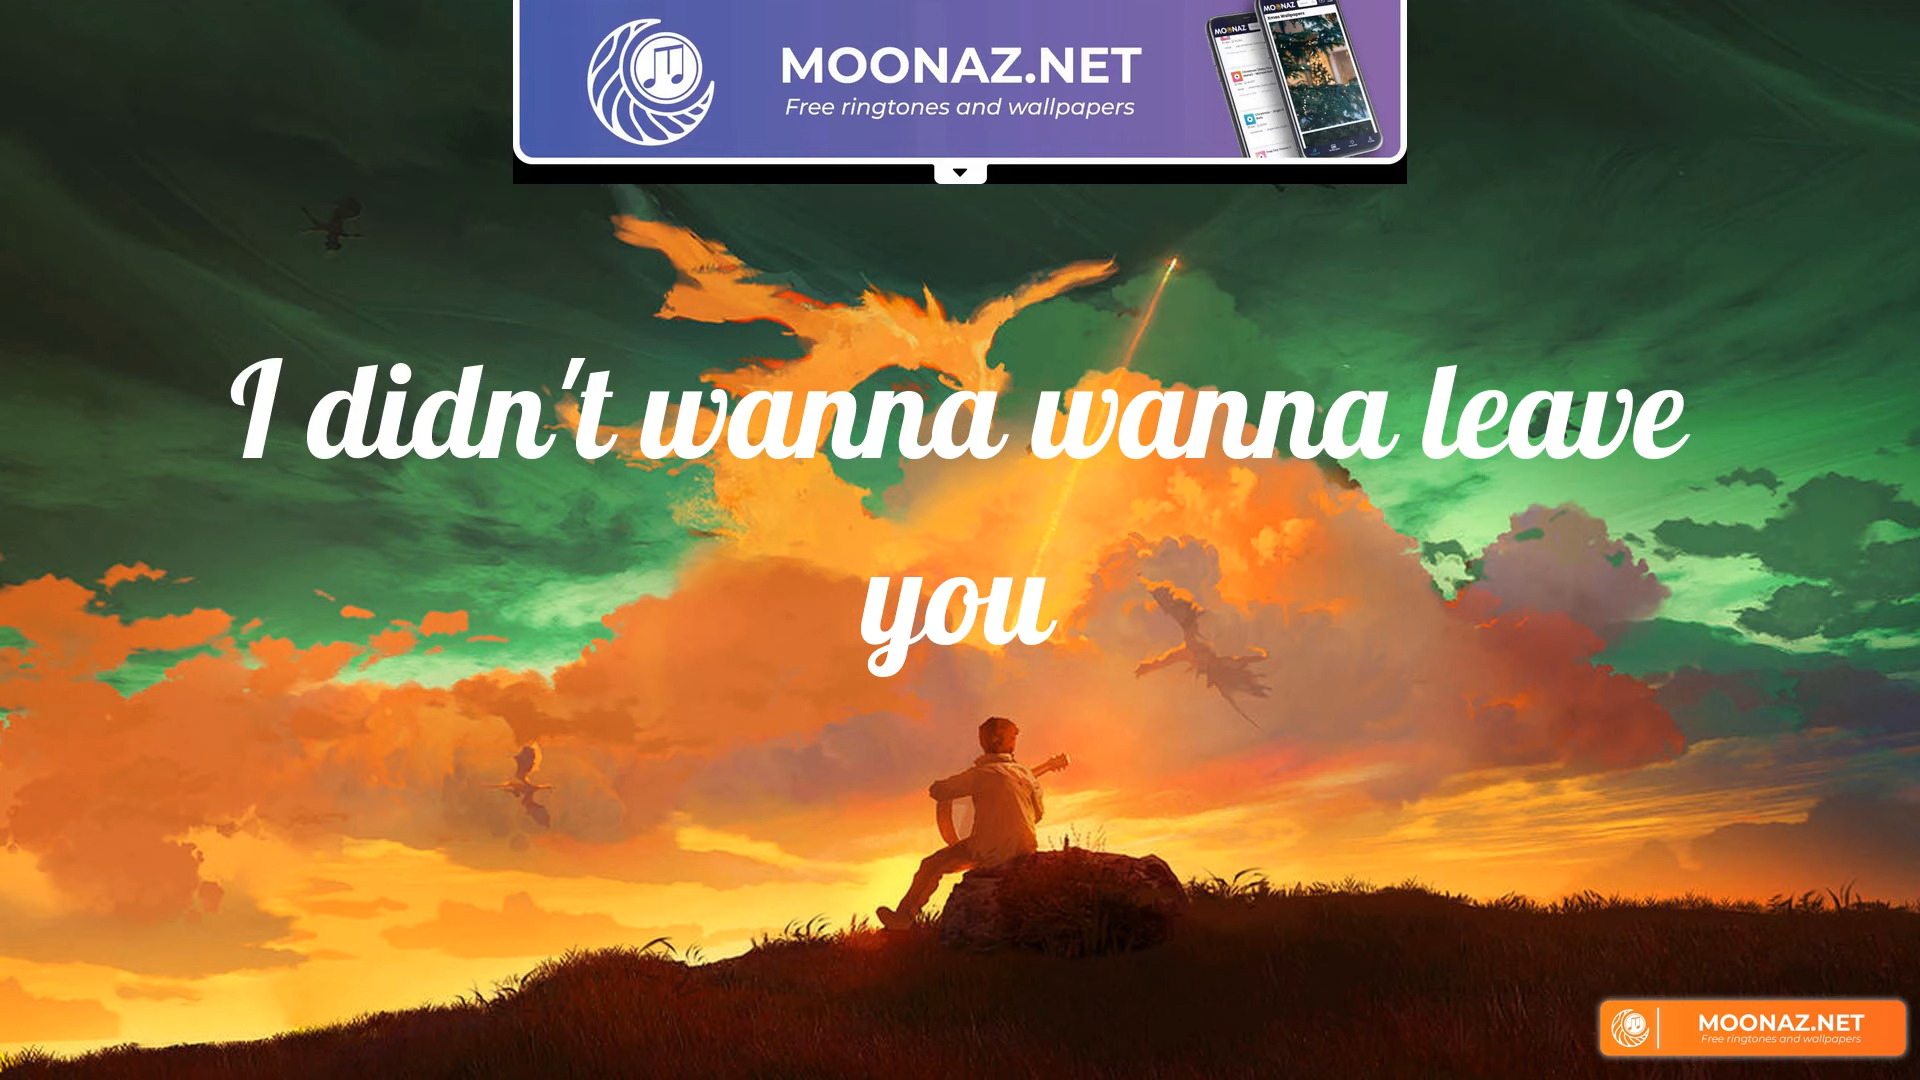 MOONAZ.NET
Free ringtones and wallpapers
I didn't wanna wanna leave
you
MOONAZ.NET
Free ringtones and wallpapers